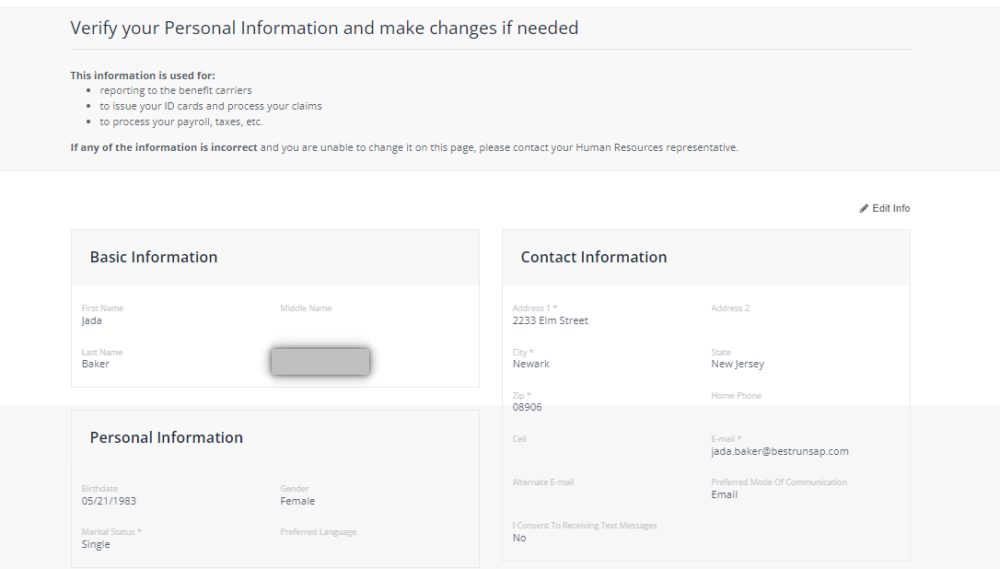 Verify your Personal Information and make changes if needed
This information is used for:
reporting to the benefit carriers
to issue your ID cards and process your claims
to process your payroll, taxes, etc.
If any of the information is incorrect and you are unable to change it on this page, please contact your Human Resources representative.
Edit Info
Basic Information
First Name
Middle Name
Jada
Last Name
Baker
Personal Information
Birthdate
Gender
05/21/1983
Female
Marital Status *
Preferred Language
Single
Contact Information
Address 1 *
Address 2
2233 Elm Street
City *
State
Newark
New Jersey
Zip *
Home Phone
08906
Cell
E-mail *
jada.baker@bestrunsap.com
Alternate E-mail
Preferred Mode Of Communication
Email
I Consent To Receiving Text Messages
No